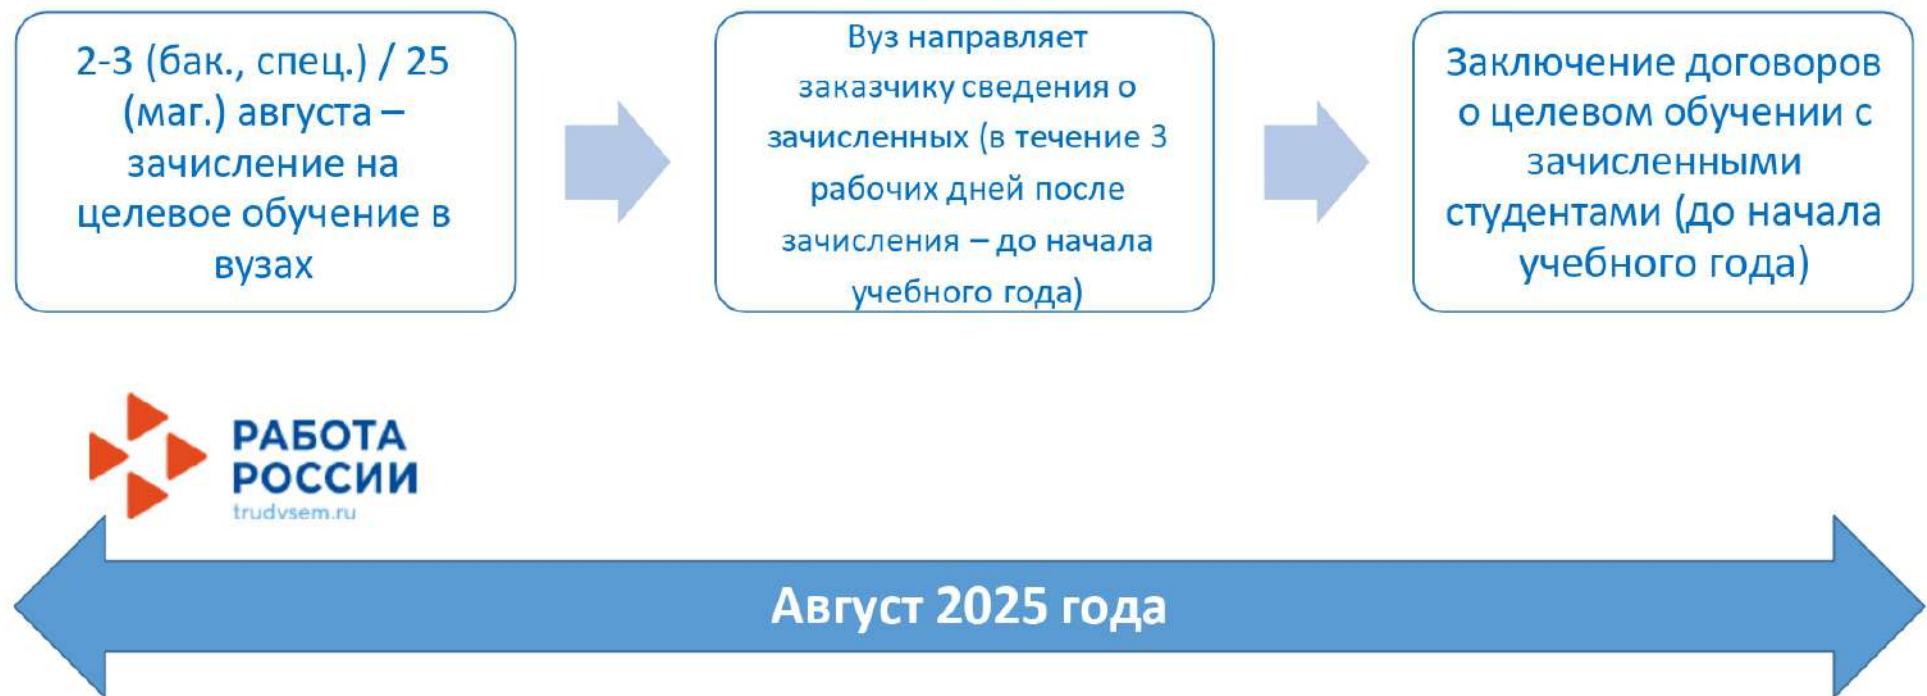 2-3 (бак., спец.) / 25
(маг.) августа –
зачисление на
целевое обучение в
вузах
Вуз направляет
заказчику сведения о
зачисленных (в течение 3
рабочих дней после
зачисления – до начала
учебного года)
Заключение договоров
о целевом обучении с
зачисленными
студентами (до начала
учебного года)
РАБОТА
РОССИИ
trudvsem.ru
Август 2025 года